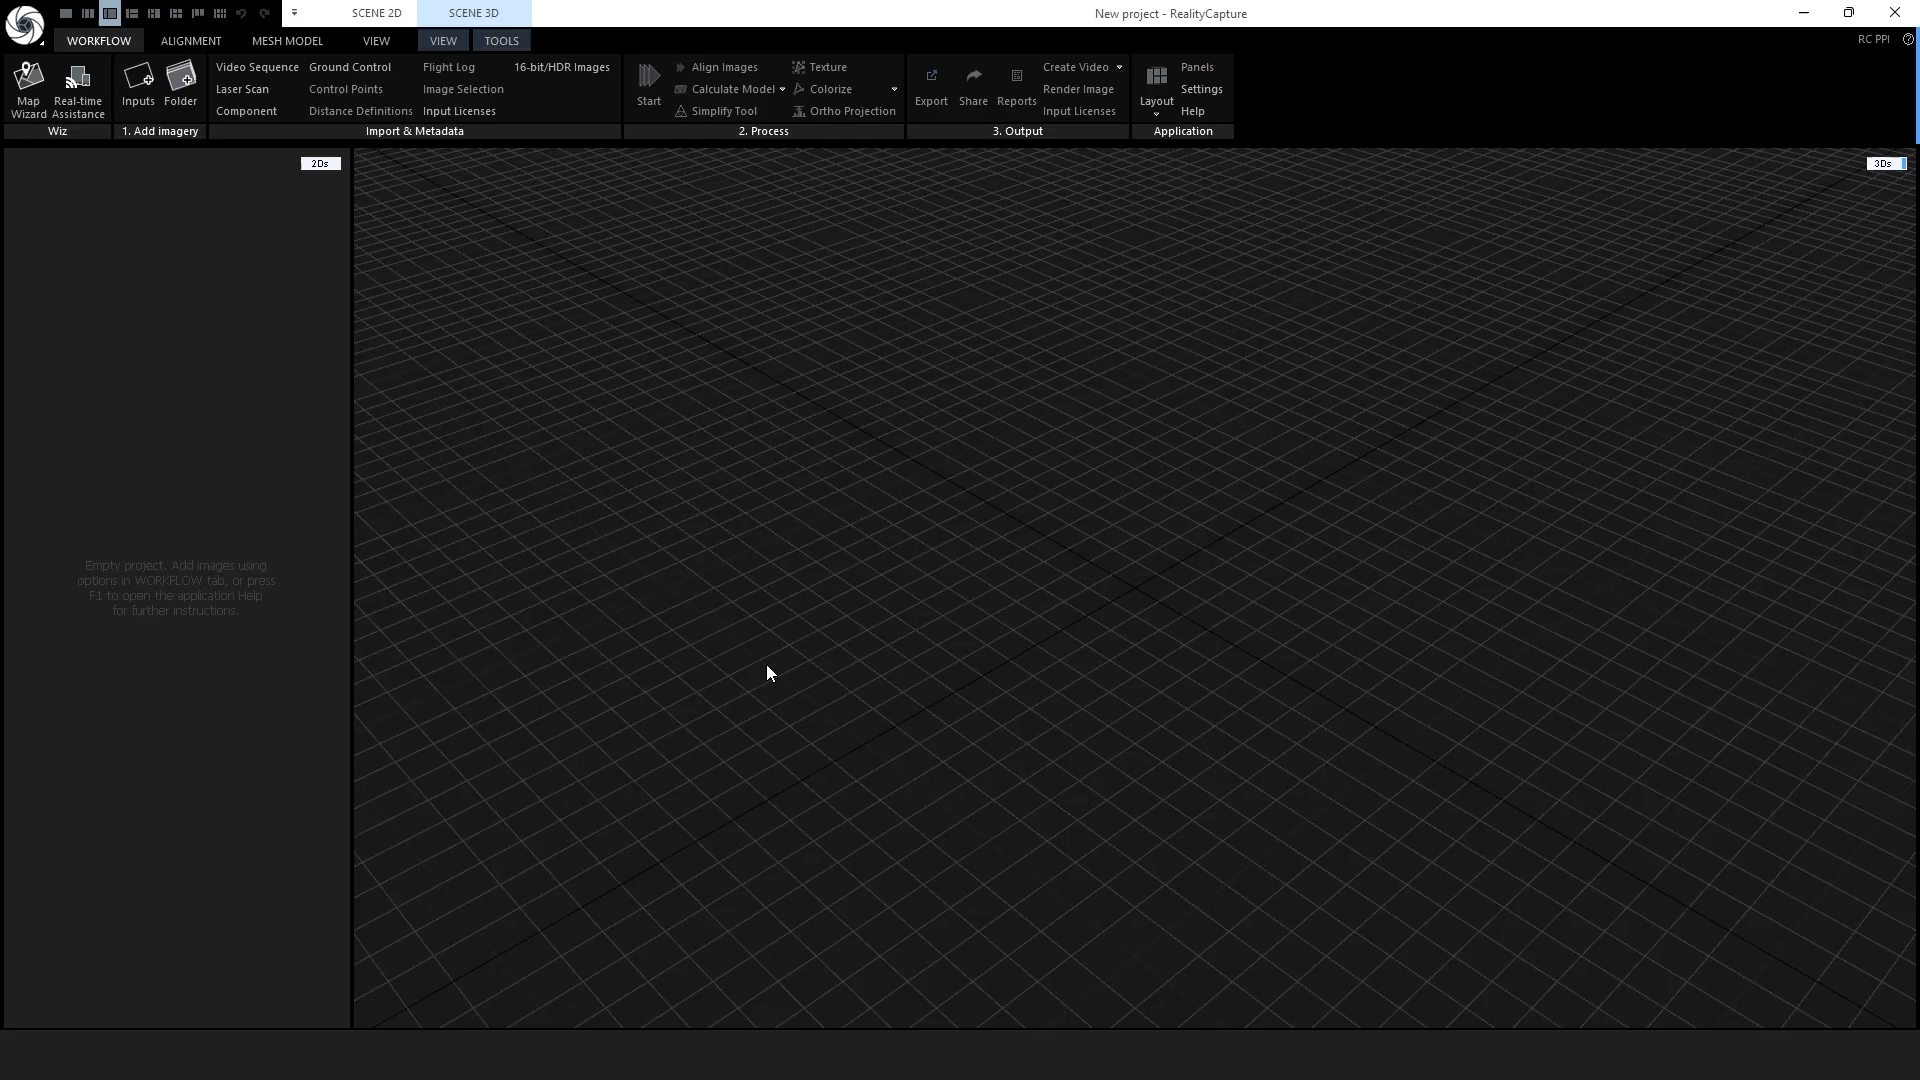 SCENE 2D SCENE 3D New project - RealityCapture
WORKFLOW ALIGNMENT MESH MODEL VIEW VIEW TOOLS RC PPI
Video Sequence Ground Control Flight Log 16-bit/HDR Images Align Images Texture Create Video Panels
Laser Scan Control Points Image Selection Calculate Model Colorize Render Image Settings
Map Wizard Real-time Assistance Inputs Folder Start Export Share Reports Layout
Component Distance Definitions Input Licenses Simplify Tool Ortho Projection Input Licenses Help
Wiz 1. Add imagery Import & Metadata 2. Process 3. Output Application
2Ds 3Ds
Empty project. Add images using
options in WORKFLOW tab, or press
F1 to open the application Help
for further instructions.